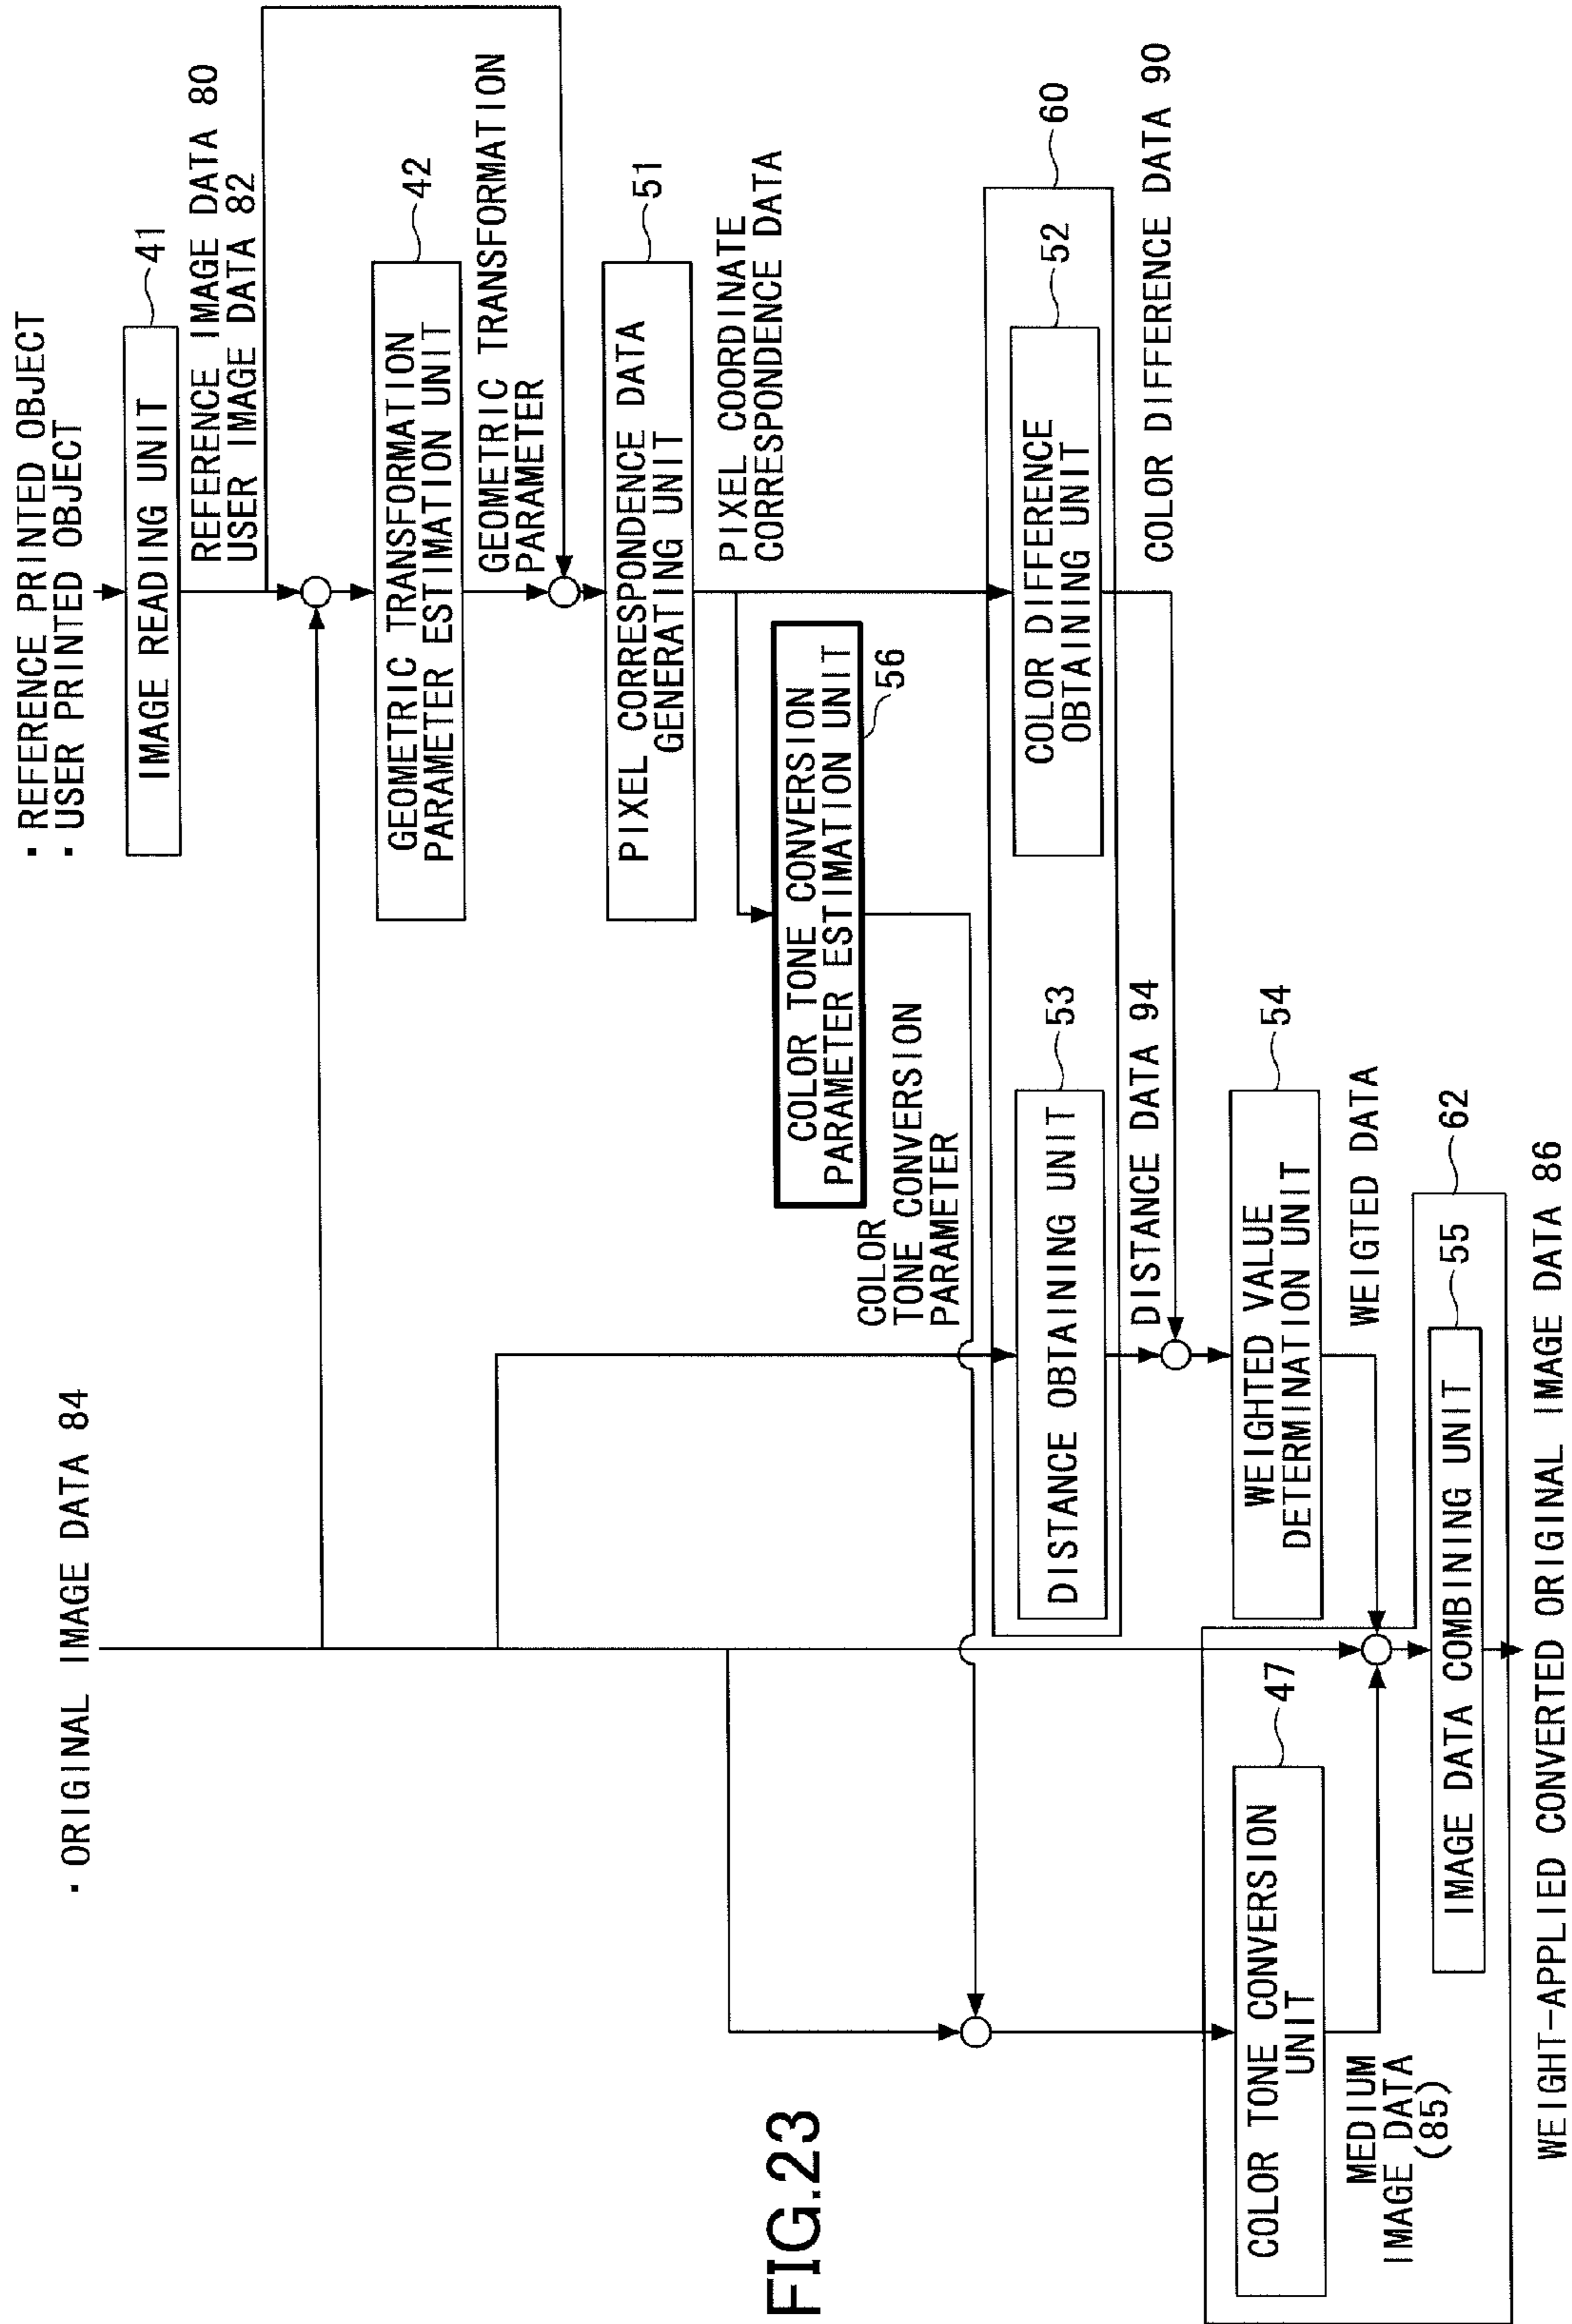 FIG.23
· ORIGINAL IMAGE DATA 84
· REFERENCE PRINTED OBJECT
· USER PRINTED OBJECT
IMAGE READING UNIT
41
REFERENCE IMAGE DATA 80
USER IMAGE DATA 82
GEOMETRIC TRANSFORMATION
PARAMETER ESTIMATION UNIT
42
GEOMETRIC TRANSFORMATION
PARAMETER
PIXEL CORRESPONDENCE DATA
GENERATING UNIT
51
PIXEL COORDINATE
CORRESPONDENCE DATA
COLOR TONE CONVERSION
PARAMETER ESTIMATION UNIT
56
COLOR
TONE CONVERSION
PARAMETER
60
DISTANCE OBTAINING UNIT
53
COLOR DIFFERENCE
OBTAINING UNIT
52
DISTANCE DATA 94
COLOR DIFFERENCE DATA 90
COLOR TONE CONVERSION
UNIT
47
WEIGHTED VALUE
DETERMINATION UNIT
54
MEDIUM
IMAGE DATA
(85)
WEIGTED DATA
62
IMAGE DATA COMBINING UNIT
55
WEIGHT-APPLIED CONVERTED ORIGINAL IMAGE DATA 86